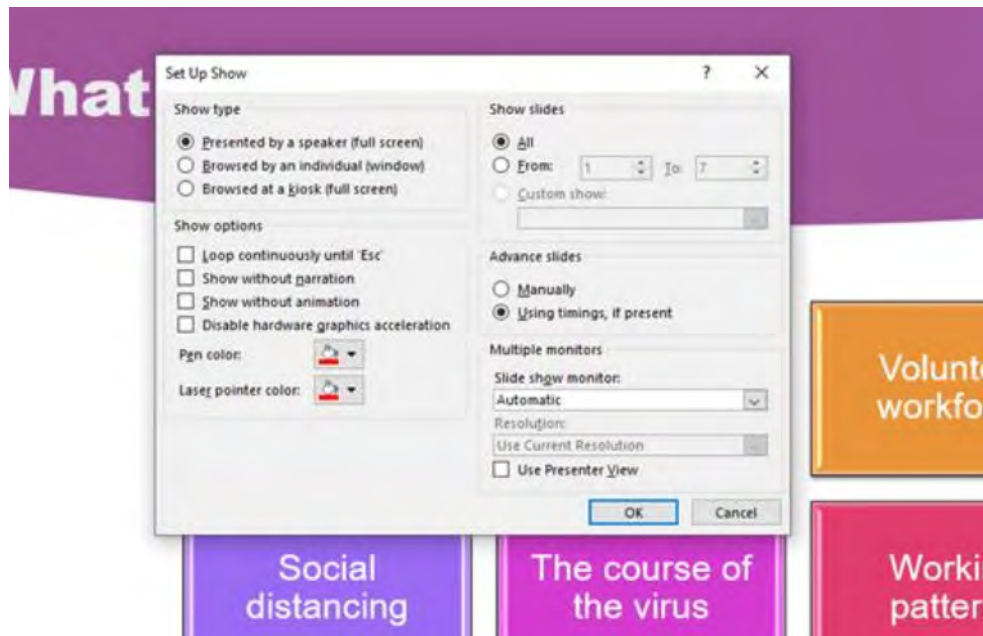 What
Set Up Show
?
Show type
Presented by a speaker (full screen)
Browsed by an individual (window)
Browsed at a kiosk (full screen)
Show options
Loop continuously until 'Esc'
Show without narration
Show without animation
Disable hardware graphics acceleration
Pen color:
Laser pointer color:
Show slides
All
From: 1 To: 7
Custom show:
Advance slides
Manually
Using timings, if present
Multiple monitors
Slide show monitor:
Automatic
Resolution:
Use Current Resolution
Use Presenter View
OK Cancel
Volunte
workfo
Social
distancing
The course of
the virus
Worki
patter